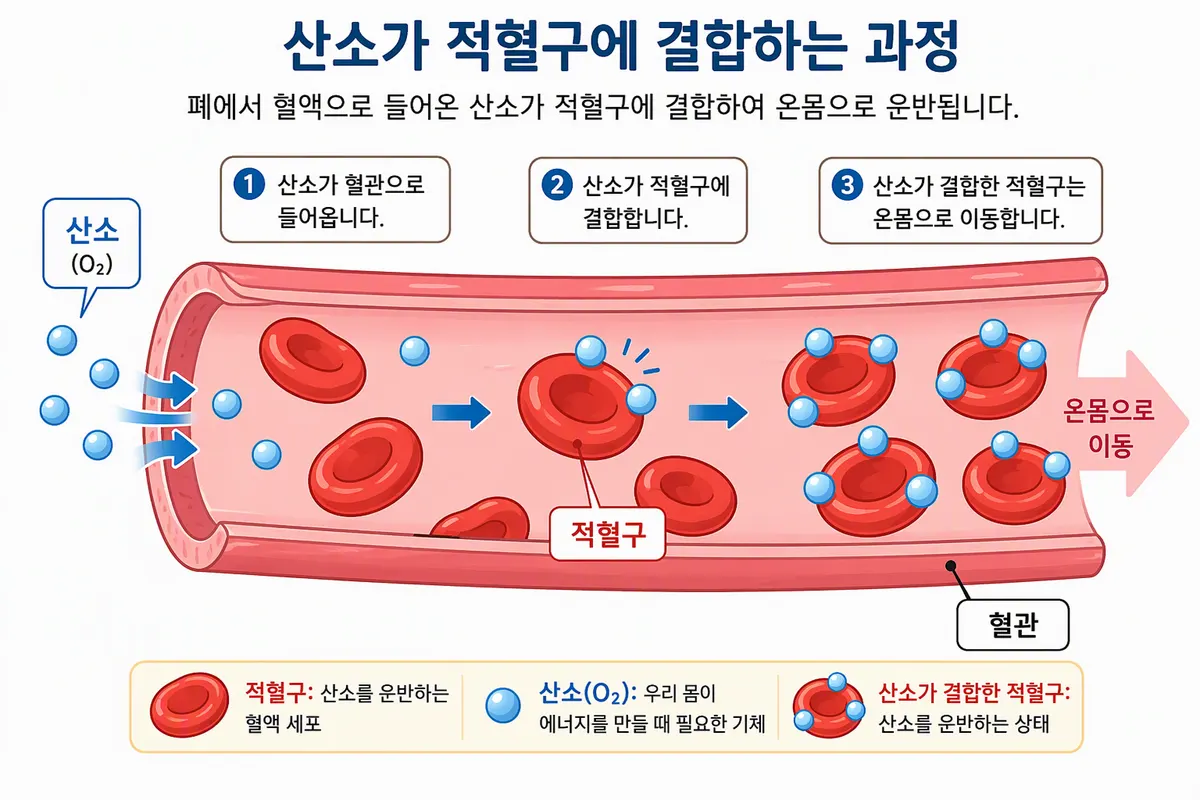 산소가 적혈구에 결합하는 과정
폐에서 혈액으로 들어온 산소가 적혈구에 결합하여 온몸으로 운반됩니다.
1 산소가 혈관으로
들어옵니다.
2 산소가 적혈구에
결합합니다.
3 산소가 결합한 적혈구는
온몸으로 이동합니다.
산소
(O₂)
온몸으로
이동
적혈구
혈관
적혈구: 산소를 운반하는
혈액 세포
산소(O₂): 우리 몸이
에너지를 만들 때 필요한 기체
산소가 결합한 적혈구:
산소를 운반하는 상태